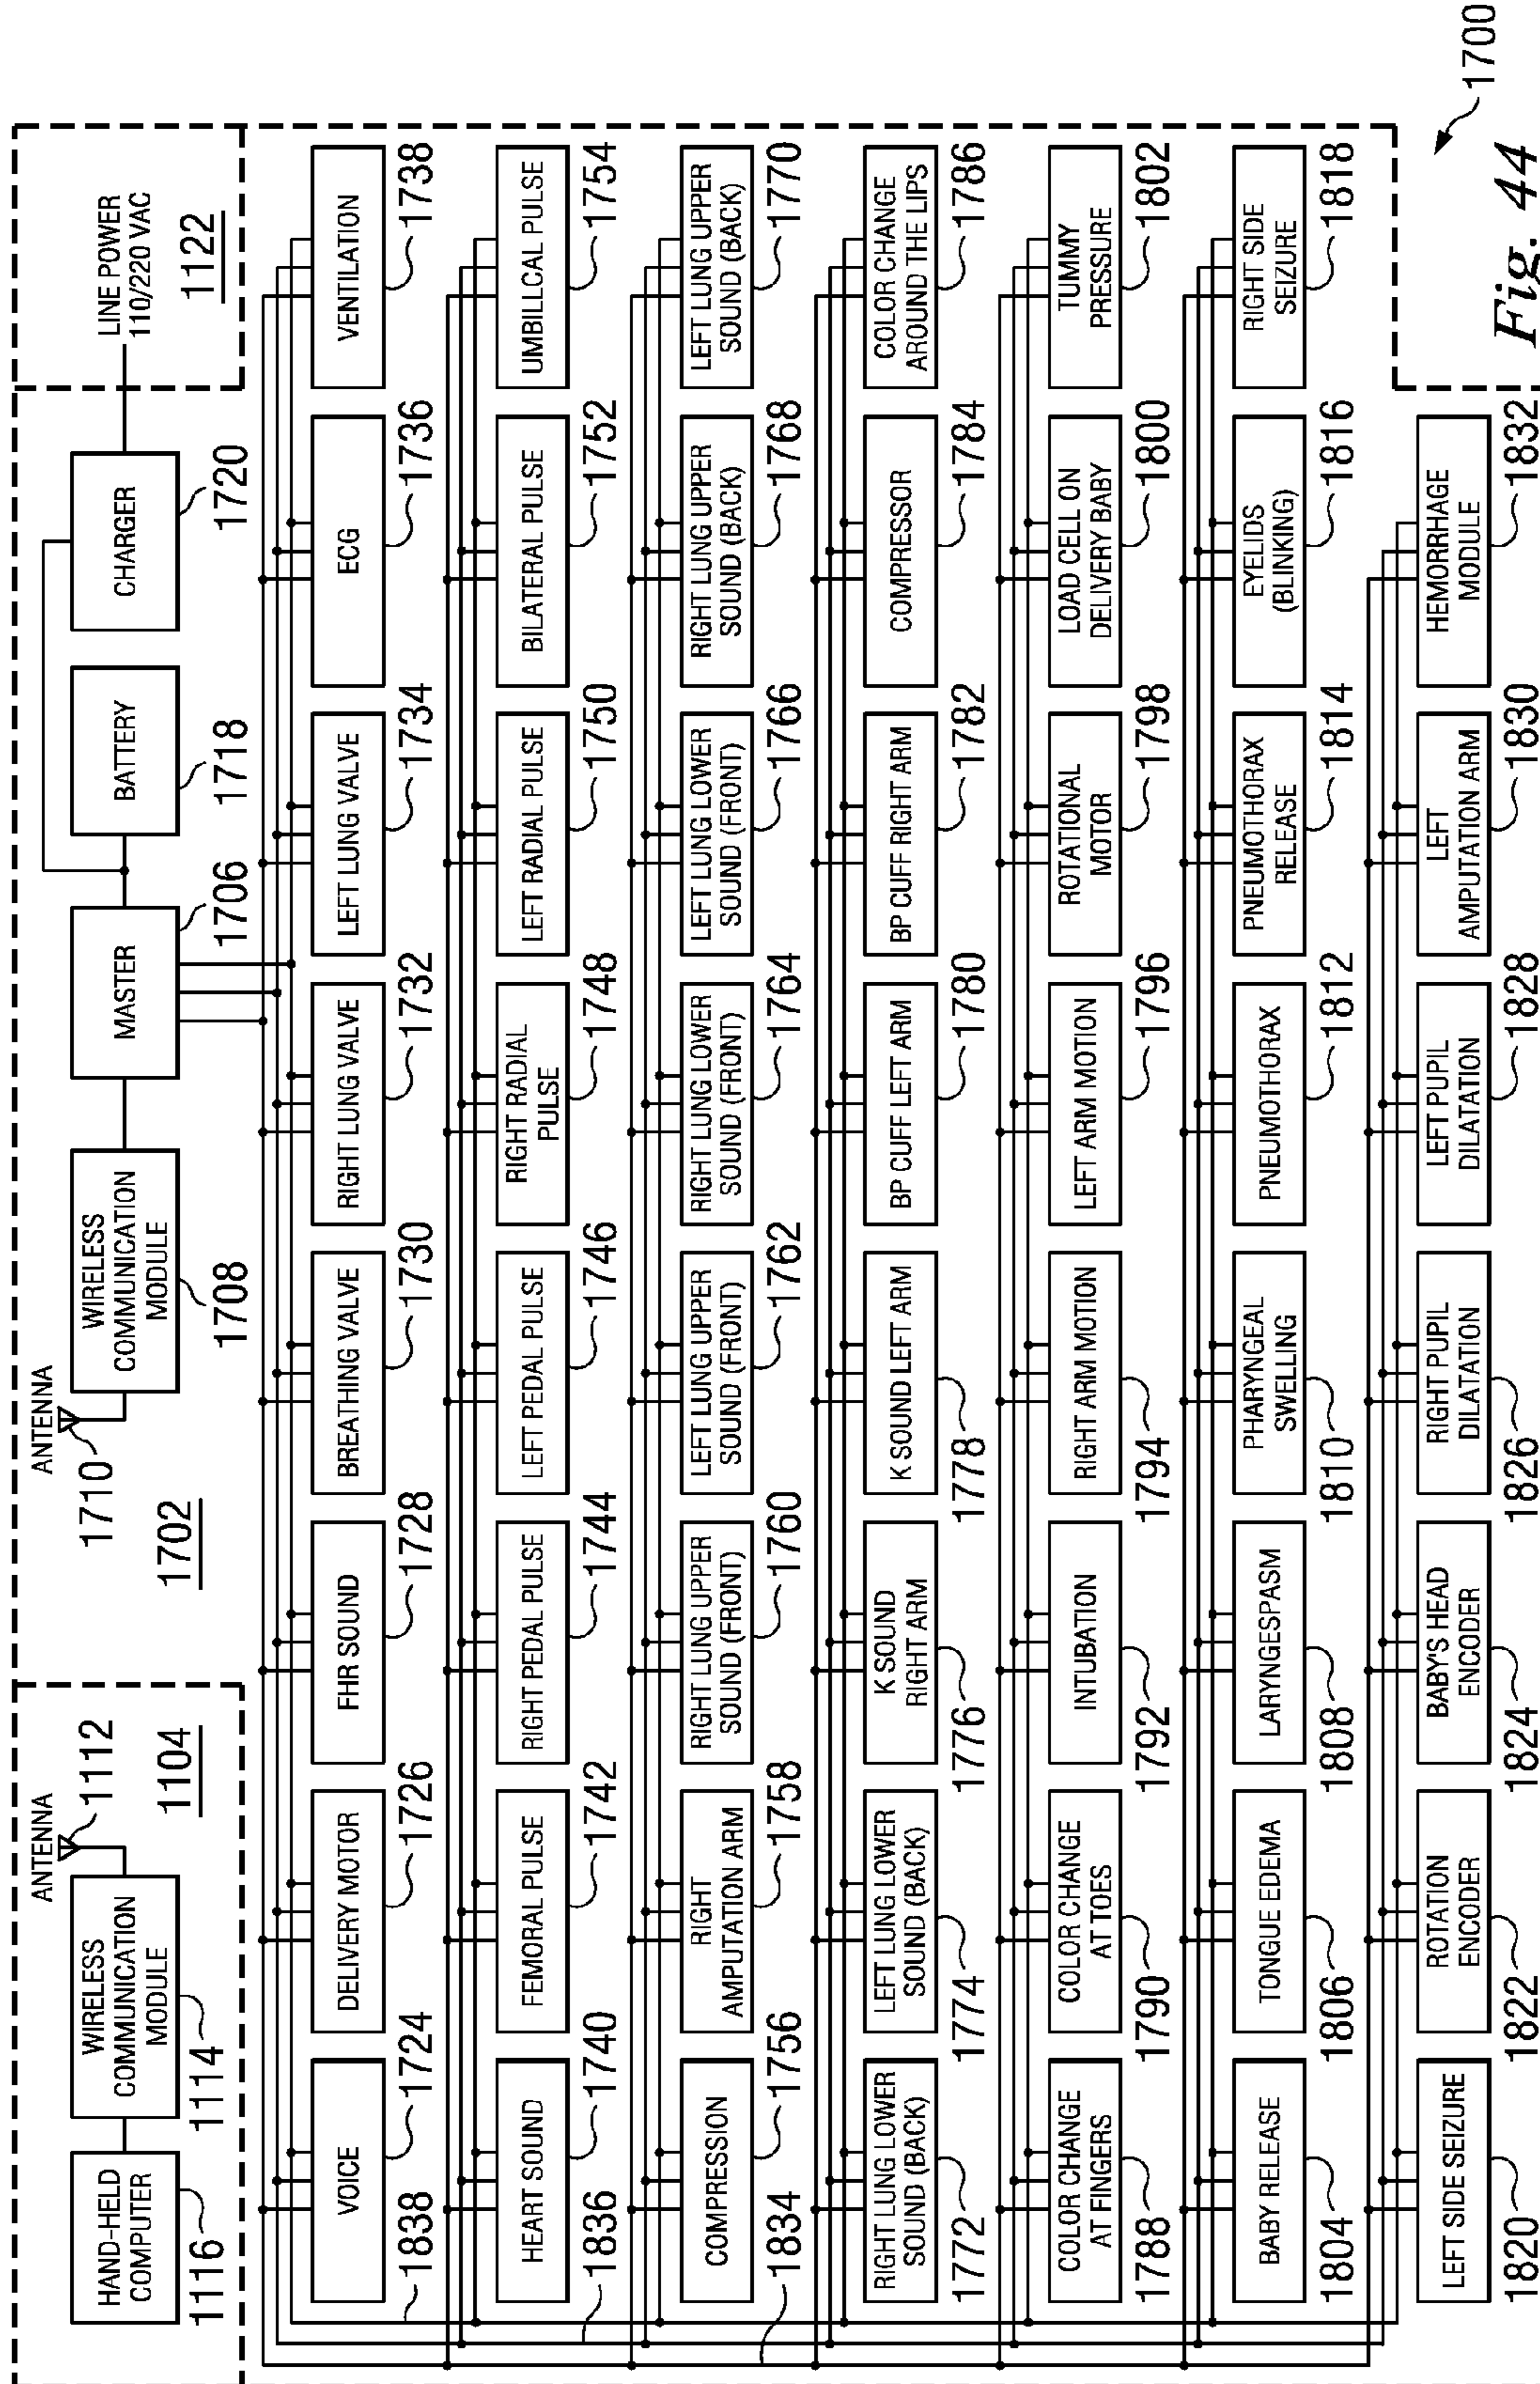 ANTENNA
HAND-HELD
COMPUTER
1116
WIRELESS
COMMUNICATION
MODULE
1114
1112
1104
1702
ANTENNA
1710
WIRELESS
COMMUNICATION
MODULE
1708
MASTER
1706
BATTERY
1718
CHARGER
1720
LINE POWER
110/220 VAC
1122
VOICE
1724
DELIVERY MOTOR
1726
FHR SOUND
1728
BREATHING VALVE
1730
RIGHT LUNG VALVE
1732
LEFT LUNG VALVE
1734
ECG
1736
VENTILATION
1738
1838
HEART SOUND
1740
FEMORAL PULSE
1742
RIGHT PEDAL PULSE
1744
LEFT PEDAL PULSE
1746
RIGHT RADIAL
PULSE
1748
LEFT RADIAL PULSE
1750
BILATERAL PULSE
1752
UMBILLCAL PULSE
1754
1836
COMPRESSION
1756
RIGHT
AMPUTATION ARM
1758
RIGHT LUNG UPPER
SOUND (FRONT)
1760
LEFT LUNG UPPER
SOUND (FRONT)
1762
RIGHT LUNG LOWER
SOUND (FRONT)
1764
LEFT LUNG LOWER
SOUND (FRONT)
1766
RIGHT LUNG UPPER
SOUND (BACK)
1768
LEFT LUNG UPPER
SOUND (BACK)
1770
1834
RIGHT LUNG LOWER
SOUND (BACK)
1772
LEFT LUNG LOWER
SOUND (BACK)
1774
K SOUND
RIGHT ARM
1776
K SOUND LEFT ARM
1778
BP CUFF LEFT ARM
1780
BP CUFF RIGHT ARM
1782
COMPRESSOR
1784
COLOR CHANGE
AROUND THE LIPS
1786
COLOR CHANGE
AT FINGERS
1788
COLOR CHANGE
AT TOES
1790
INTUBATION
1792
RIGHT ARM MOTION
1794
LEFT ARM MOTION
1796
ROTATIONAL
MOTOR
1798
LOAD CELL ON
DELIVERY BABY
1800
TUMMY
PRESSURE
1802
BABY RELEASE
1804
TONGUE EDEMA
1806
LARYNGESPASM
1808
PHARYNGEAL
SWELLING
1810
PNEUMOTHORAX
1812
PNEUMOTHORAX
RELEASE
1814
EYELIDS
(BLINKING)
1816
RIGHT SIDE
SEIZURE
1818
LEFT SIDE SEIZURE
1820
ROTATION
ENCODER
1822
BABY'S HEAD
ENCODER
1824
RIGHT PUPIL
DILATATION
1826
LEFT PUPIL
DILATATION
1828
LEFT
AMPUTATION ARM
1830
HEMORRHAGE
MODULE
1832
1700
Fig. 44